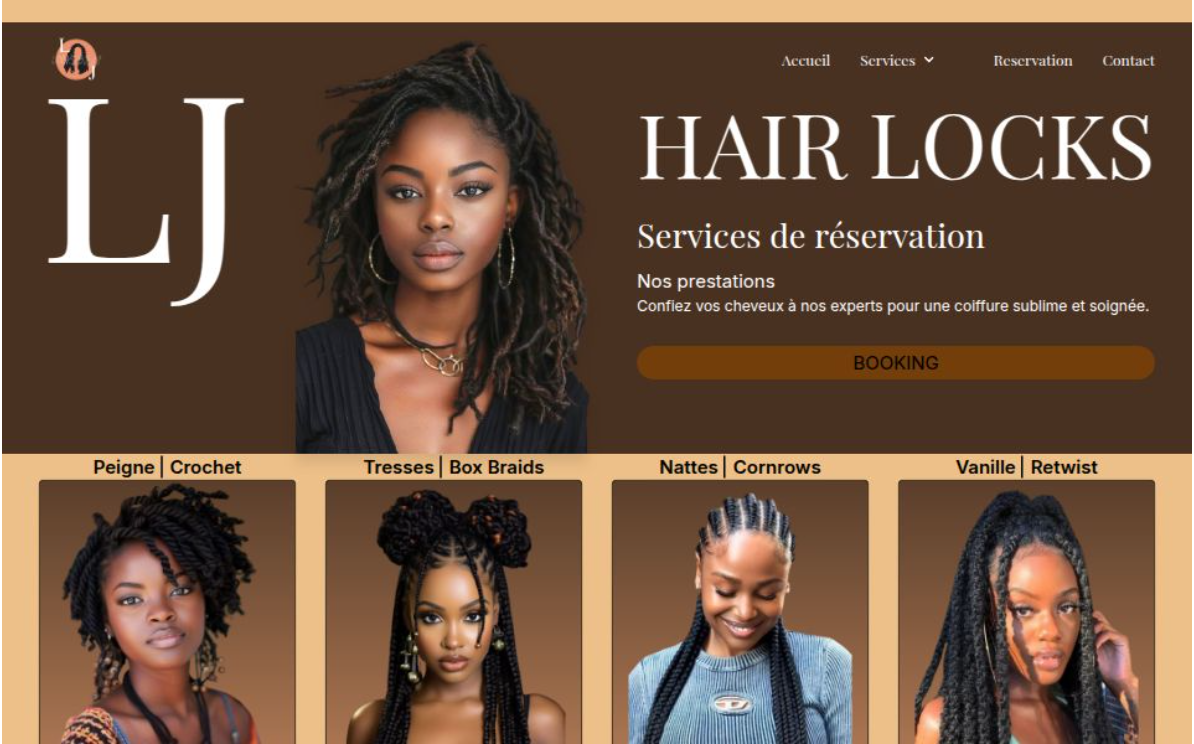 L
J
Accueil Services Reservation Contact
LJ
HAIR LOCKS
Services de réservation
Nos prestations
Confiez vos cheveux à nos experts pour une coiffure sublime et soignée.
BOOKING
Peigne | Crochet
Tresses | Box Braids
Nattes | Cornrows
Vanille | Retwist